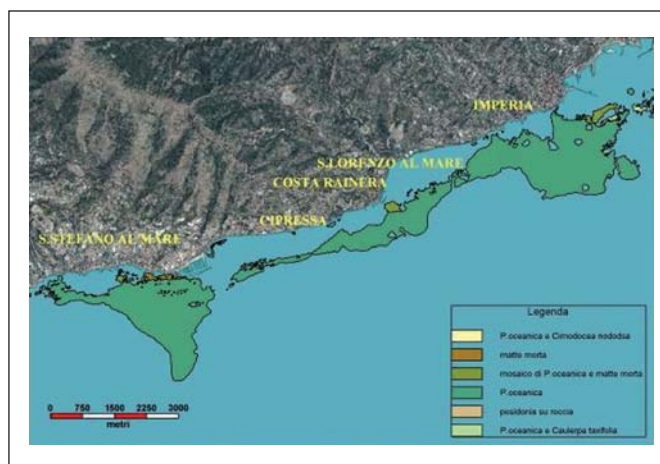 IMPERIA
S.LORENZO AL MARE
COSTA RAINERA
CIPRESSA
S.STEFANO AL MARE
Legenda
P.oceanica e Cimodocea nododsa
matte morta
mosaico di P.oceanica e matte morta
P.oceanica
posidonia su roccia
P.oceanica e Caulerpa taxifolia
0 750 1500 2250 3000
metri